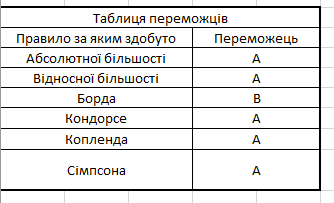 Таблиця переможців
Правило за яким здобуто Переможець
Абсолютної більшості А
Відносної більшості А
Борда В
Кондорсе А
Копленда А
Сімпсона А